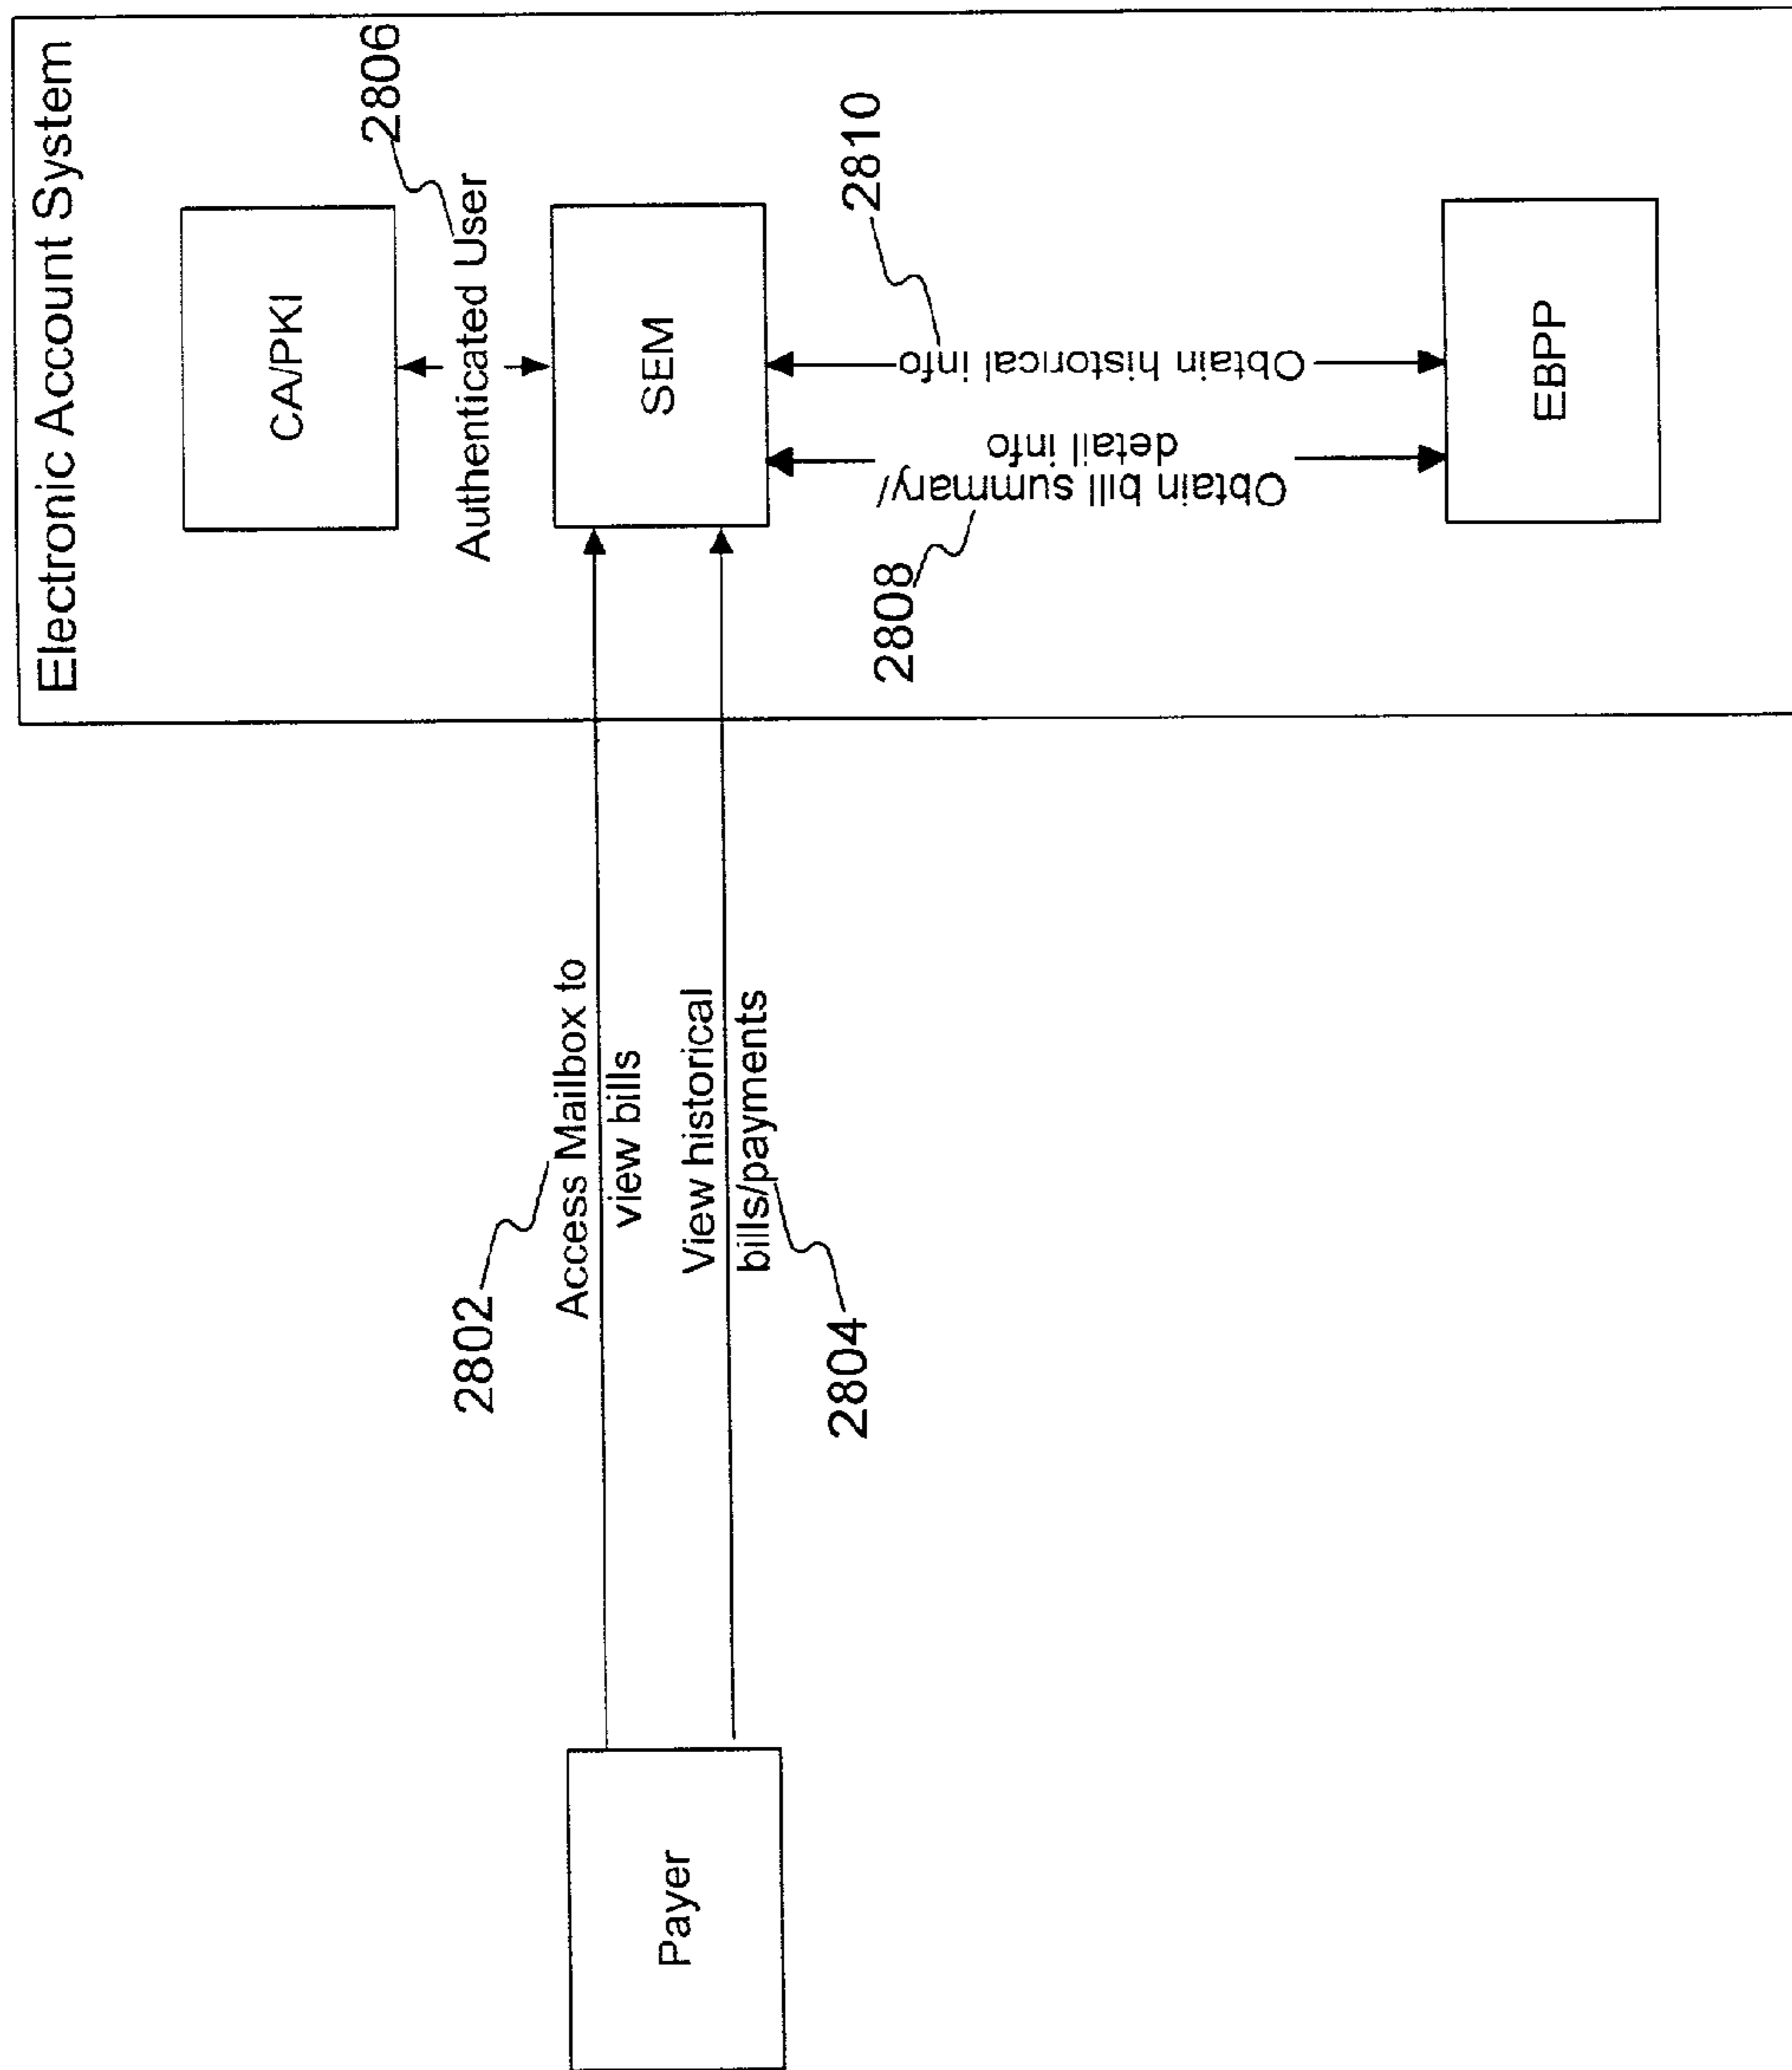 Electronic Account System
CA/PKI
2806
Authenticated User
2802
Access Mailbox to
view bills
SEM
Payer
View historical
bills/payments
2804
2808
Obtain bill summary/
detail info
Obtain historical info
2810
EBPP